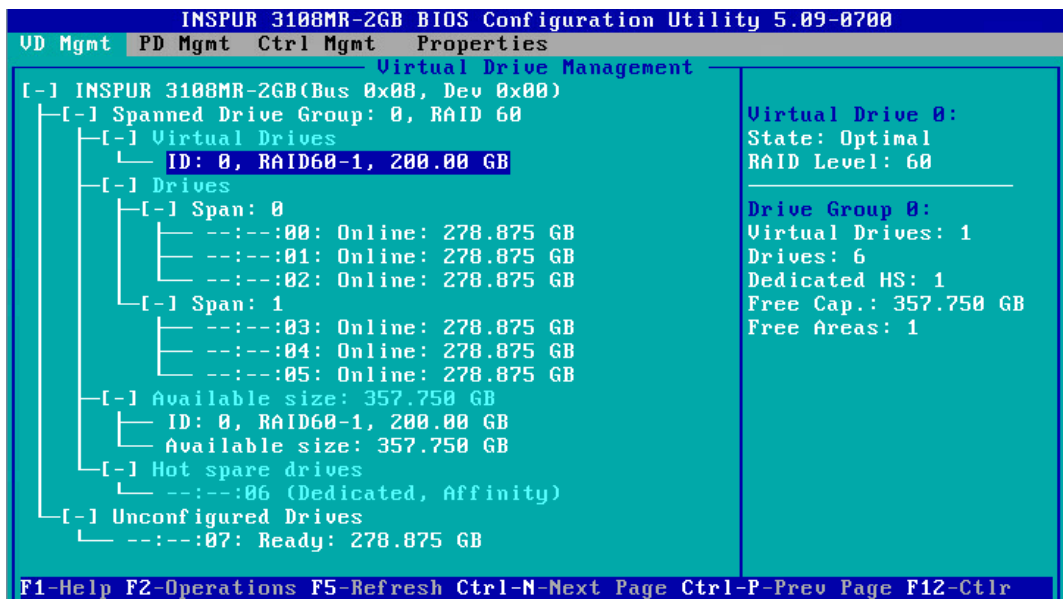 INSPUR 3108MR-2GB BIOS Configuration Utility 5.09-0700
VD Mgmt PD Mgmt Ctrl Mgmt Properties
Virtual Drive Management
[-] INSPUR 3108MR-2GB(Bus 0x08, Dev 0x00)
[-] Spanned Drive Group: 0, RAID 60
[-] Virtual Drives
ID: 0, RAID60-1, 200.00 GB
[-] Drives
[-] Span: 0
--:--:00: Online: 278.875 GB
--:--:01: Online: 278.875 GB
--:--:02: Online: 278.875 GB
[-] Span: 1
--:--:03: Online: 278.875 GB
--:--:04: Online: 278.875 GB
--:--:05: Online: 278.875 GB
[-] Available size: 357.750 GB
ID: 0, RAID60-1, 200.00 GB
Available size: 357.750 GB
[-] Hot spare drives
--:--:06 (Dedicated, Affinity)
[-] Unconfigured Drives
--:--:07: Ready: 278.875 GB
Virtual Drive 0:
State: Optimal
RAID Level: 60
Drive Group 0:
Virtual Drives: 1
Drives: 6
Dedicated HS: 1
Free Cap.: 357.750 GB
Free Areas: 1
F1-Help F2-Operations F5-Refresh Ctrl-N-Next Page Ctrl-P-Prev Page F12-Ctlr